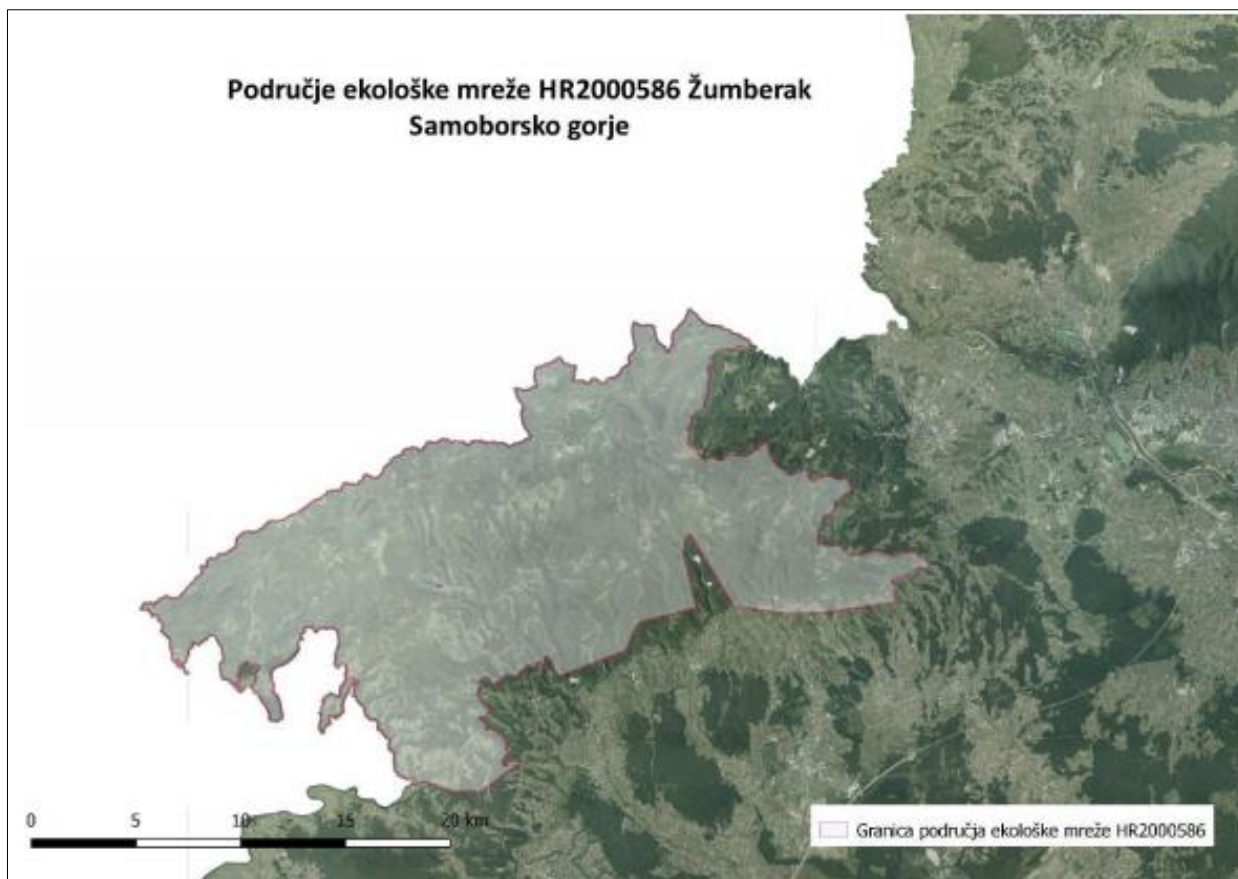 Područje ekološke mreže HR2000586 Žumberak
Samoborsko gorje
0 5 10 15 20 km
Granica područja ekološke mreže HR2000586